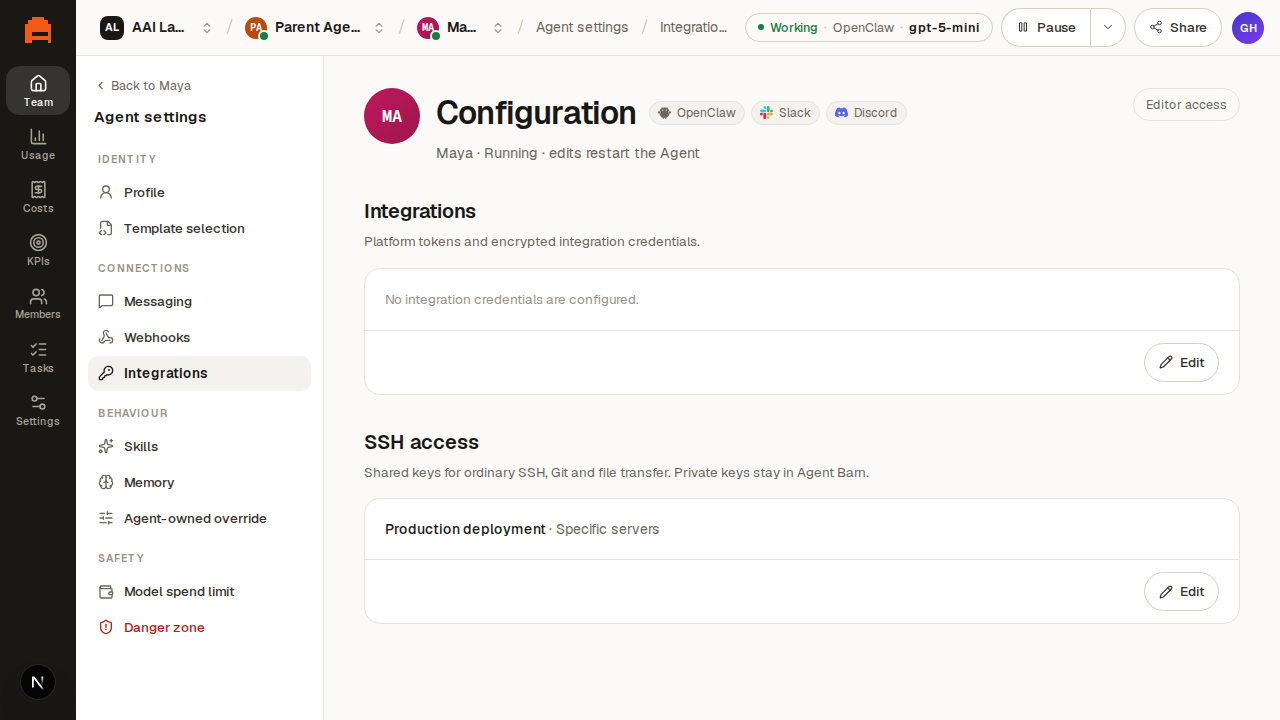 AL AAI La... / PA Parent Age... / MA Ma... / Agent settings / Integratio... Working · OpenClaw · gpt-5-mini Pause Share GH
Team
Usage
Costs
KPIs
Members
Tasks
Settings
N
Back to Maya
Agent settings
IDENTITY
Profile
Template selection
CONNECTIONS
Messaging
Webhooks
Integrations
BEHAVIOUR
Skills
Memory
Agent-owned override
SAFETY
Model spend limit
Danger zone
MA Configuration OpenClaw Slack Discord Editor access
Maya · Running · edits restart the Agent
Integrations
Platform tokens and encrypted integration credentials.
No integration credentials are configured.
Edit
SSH access
Shared keys for ordinary SSH, Git and file transfer. Private keys stay in Agent Barn.
Production deployment · Specific servers
Edit